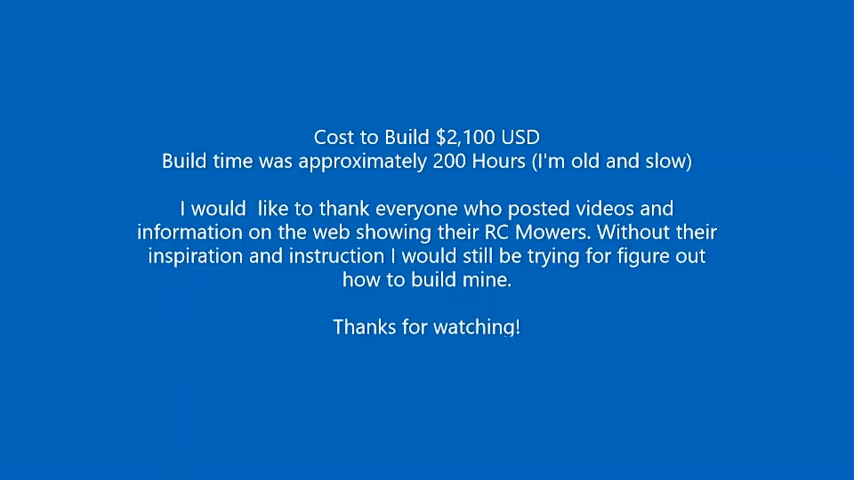 Cost to Build $2,100 USD
Build time was approximately 200 Hours (I'm old and slow)
I would  like to thank everyone who posted videos and
information on the web showing their RC Mowers. Without their
inspiration and instruction I would still be trying for figure out
how to build mine.
Thanks for watching!